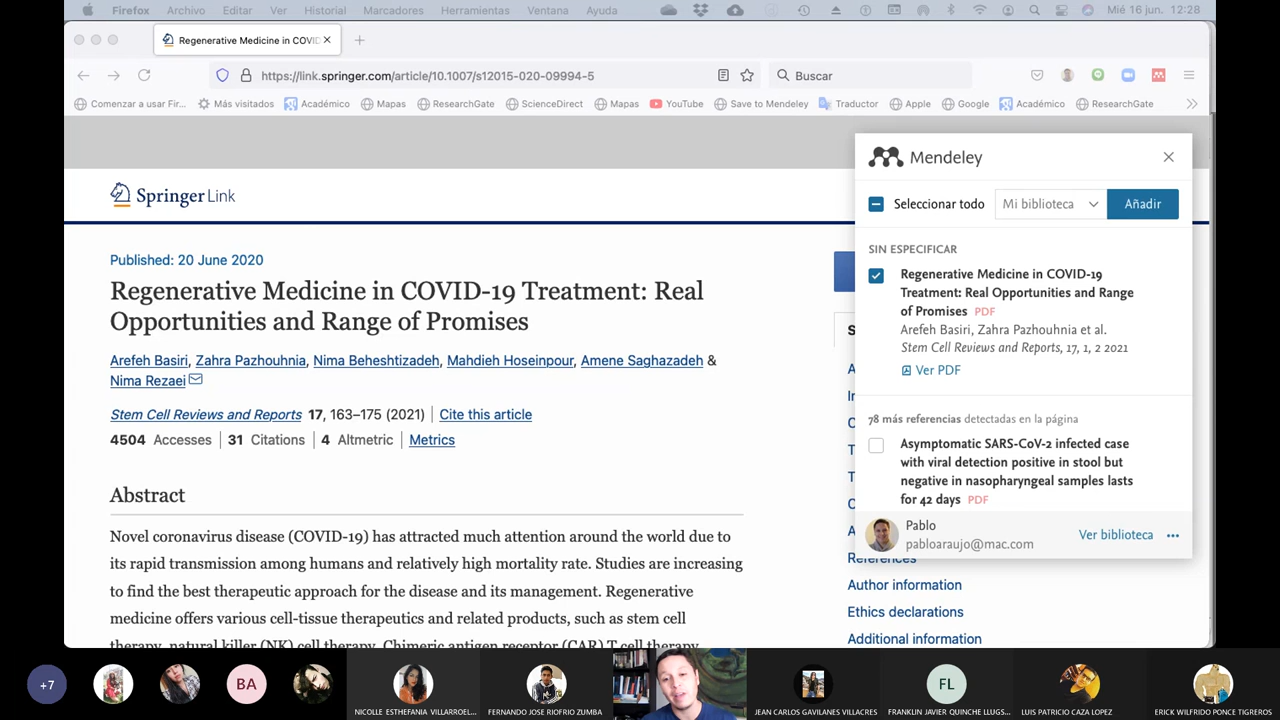 Firefox Archivo Editar Ver Historial Marcadores Herramientas Ventana Ayuda Mié 16 jun. 12:28
Regenerative Medicine in COVI
https://link.springer.com/article/10.1007/s12015-020-09994-5
Buscar
Comenzar a usar Fir... Más visitados Académico Mapas ResearchGate ScienceDirect Mapas YouTube Save to Mendeley Traductor Apple Google Académico ResearchGate
Springer Link
Published: 20 June 2020
Regenerative Medicine in COVID-19 Treatment: Real
Opportunities and Range of Promises
Arefeh Basiri, Zahra Pazhouhnia, Nima Beheshtizadeh, Mahdieh Hoseinpour, Amene Saghazadeh &
Nima Rezaei
Stem Cell Reviews and Reports 17, 163–175 (2021) Cite this article
4504 Accesses 31 Citations 4 Altmetric Metrics
Abstract
Novel coronavirus disease (COVID-19) has attracted much attention around the world due to
its rapid transmission among humans and relatively high mortality rate. Studies are increasing
to find the best therapeutic approach for the disease and its management. Regenerative
medicine offers various cell-tissue therapeutics and related products, such as stem cell
therapy, natural killer (NK) cell therapy, Chimeric antigen receptor (CAR) T cell therapy
Mendeley
Seleccionar todo Mi biblioteca Añadir
SIN ESPECIFICAR
Regenerative Medicine in COVID-19
Treatment: Real Opportunities and Range
of Promises PDF
Arefeh Basiri, Zahra Pazhouhnia et al.
Stem Cell Reviews and Reports, 17, 1, 2 2021
Ver PDF
78 más referencias detectadas en la página
Asymptomatic SARS-CoV-2 infected case
with viral detection positive in stool but
negative in nasopharyngeal samples lasts
for 42 days PDF
Pablo
pabloaraujo@mac.com
Ver biblioteca
References
Author information
Ethics declarations
Additional information
+7
BA
FL
NICOLLE ESTHEFANIA VILLARROEL... FERNANDO JOSE RIOFRIO ZUMBA JEAN CARLOS GAVILANES VILLACRES FRANKLIN JAVIER QUINCHE LLUGS... LUIS PATRICIO CAZA LOPEZ ERICK WILFRIDO PONCE TIGREROS